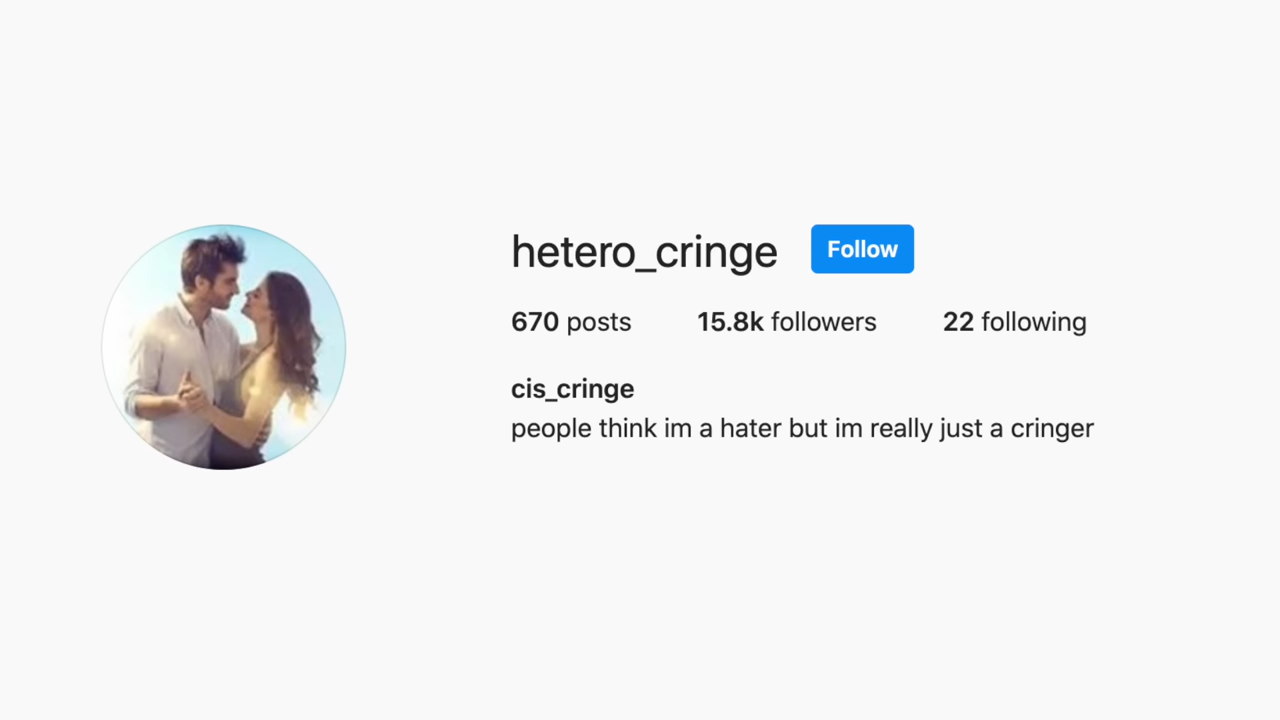 hetero_cringe Follow
670 posts 15.8k followers 22 following
cis_cringe
people think im a hater but im really just a cringer